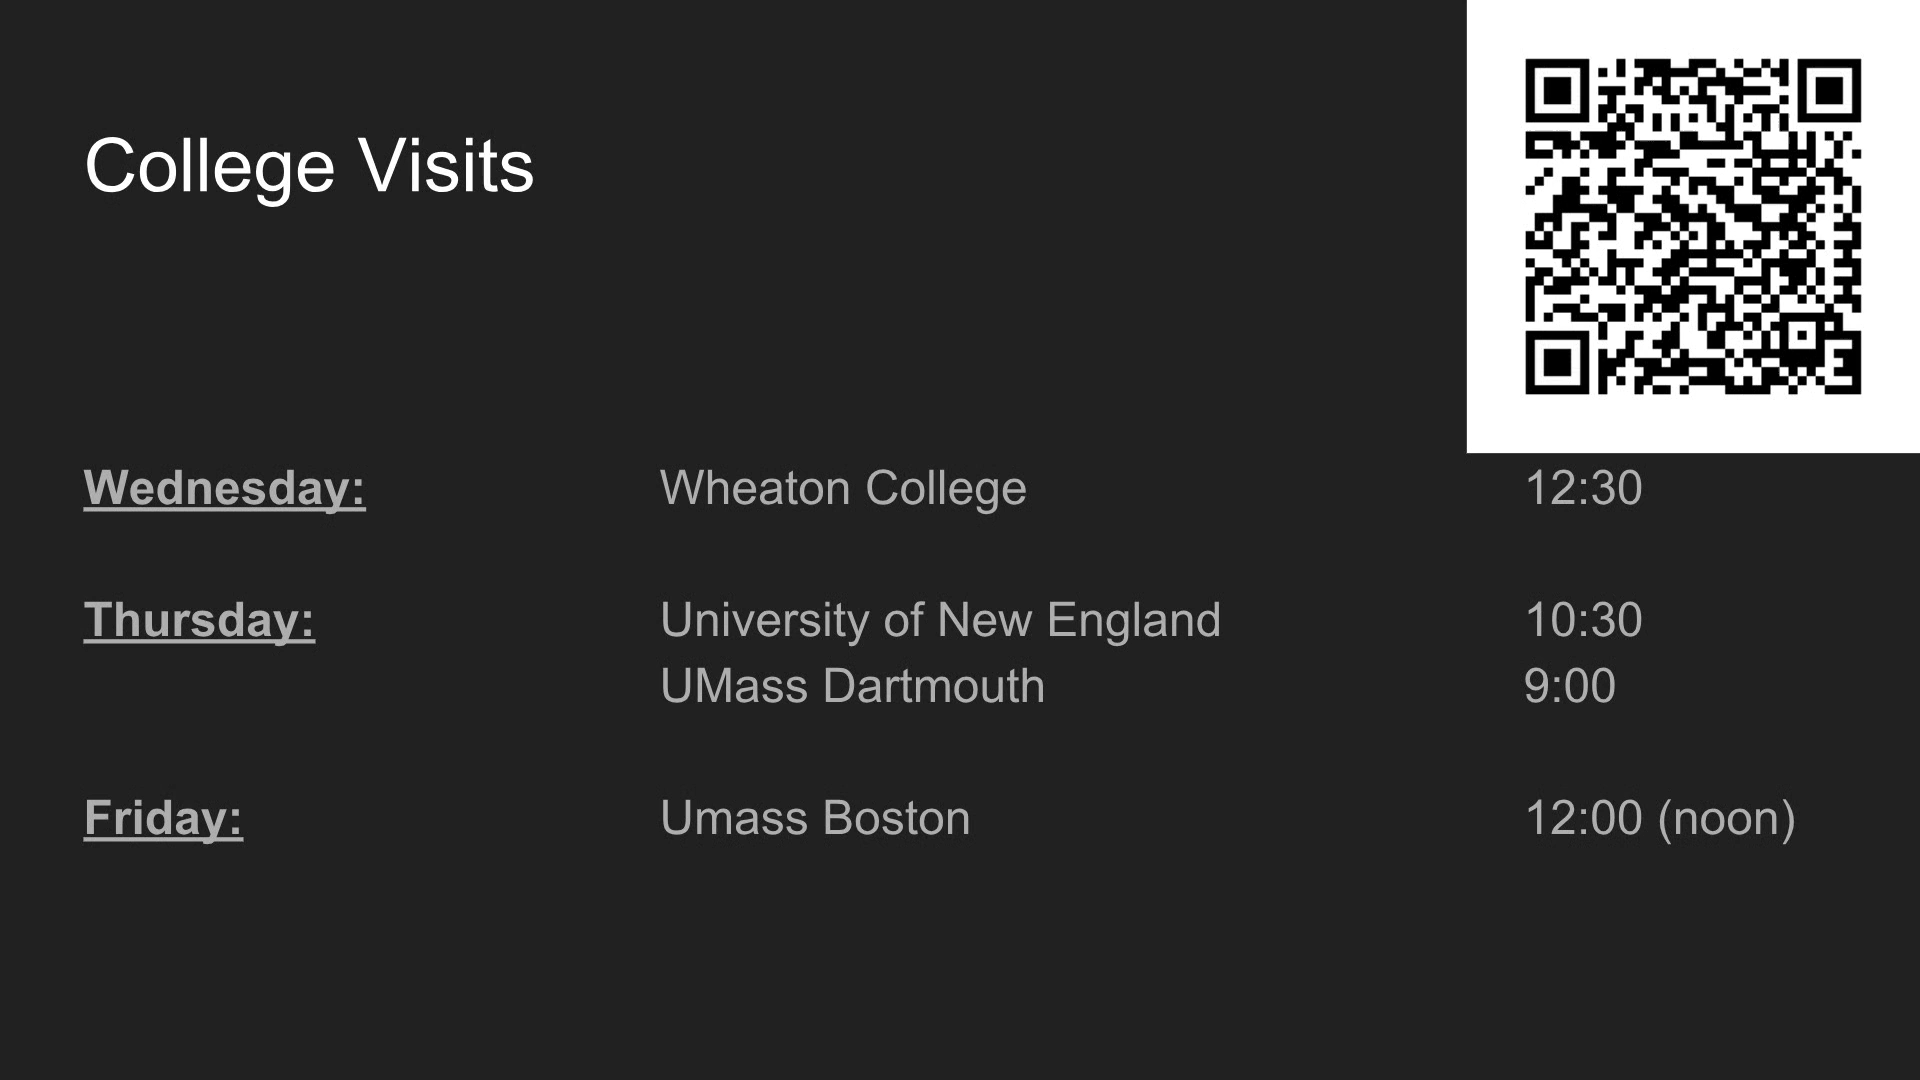 College Visits
Wednesday: Wheaton College 12:30
Thursday: University of New England 10:30
UMass Dartmouth 9:00
Friday: Umass Boston 12:00 (noon)